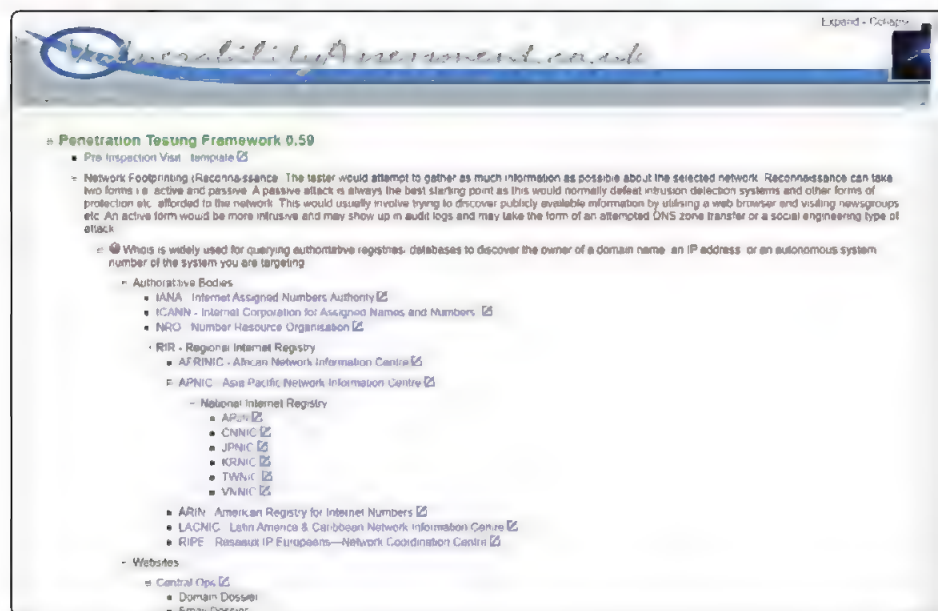 Expand - Collapse
VulnerabilityAssessment.co.uk
Penetration Testing Framework 0.59
Pre Inspection Visit template
Network Footprinting (Reconnaissance The tester would attempt to gather as much information as possible about the selected network. Reconnaissance can take
two forms i.e. active and passive. A passive attack is always the best starting point as this would normally defeat intrusion detection systems and other forms of
protection etc. afforded to the network. This would usually involve trying to discover publicly available information by utilising a web browser and visiting newsgroups
etc. An active form would be more intrusive and may show up in audit logs and may take the form of an attempted DNS zone transfer or a social engineering type of
attack
Whois is widely used for querying authoritative registries, databases to discover the owner of a domain name, an IP address, or an autonomous system
number of the system you are targeting
Authoratitive Bodies
IANA Internet Assigned Numbers Authority
ICANN - Internet Corporation for Assigned Names and Numbers
NRO Number Resource Organisation
RIR - Regional Internet Registry
AFRINIC - African Network Information Centre
APNIC Asia Pacific Network Information Centre
National Internet Registry
CNNIC
JPNIC
KRNIC
TWNIC
VNNIC
ARIN American Registry for Internet Numbers
LACNIC Latin America & Caribbean Network Information Centre
RIPE Reseaux IP Européens—Network Coordination Centre
Websites
Central Ops
Domain Dossier
Email Dossier